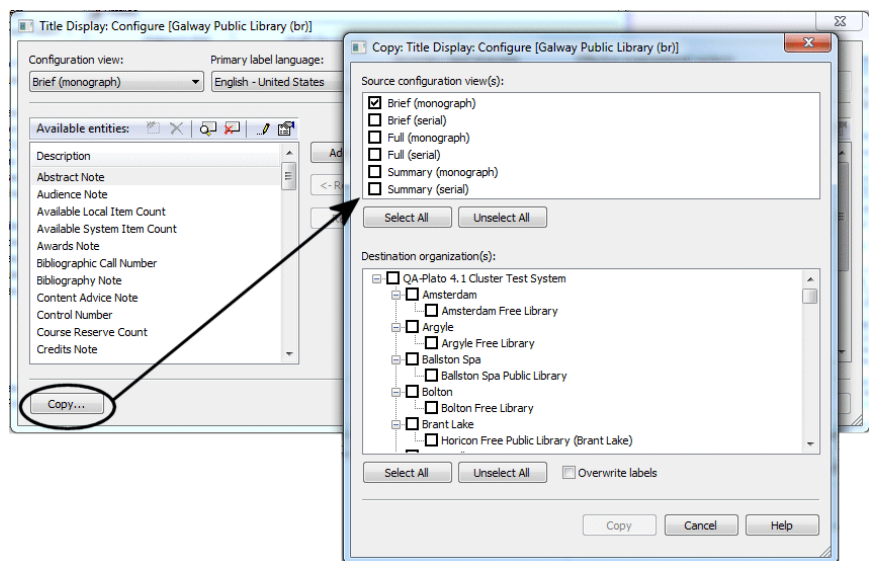 Title Display: Configure [Galway Public Library (br)]
Configuration view:
Primary label language:
Brief (monograph)
English - United States
Available entities:
Description
Abstract Note
Audience Note
Available Local Item Count
Available System Item Count
Awards Note
Bibliographic Call Number
Bibliography Note
Content Advice Note
Control Number
Course Reserve Count
Credits Note
Ad
<- R
Copy...
Copy: Title Display: Configure [Galway Public Library (br)]
Source configuration view(s):
Brief (monograph)
Brief (serial)
Full (monograph)
Full (serial)
Summary (monograph)
Summary (serial)
Select All
Unselect All
Destination organization(s):
QA-Plato 4.1 Cluster Test System
Amsterdam
Amsterdam Free Library
Argyle
Argyle Free Library
Ballston Spa
Ballston Spa Public Library
Bolton
Bolton Free Library
Brant Lake
Horicon Free Public Library (Brant Lake)
Select All
Unselect All
Overwrite labels
Copy
Cancel
Help